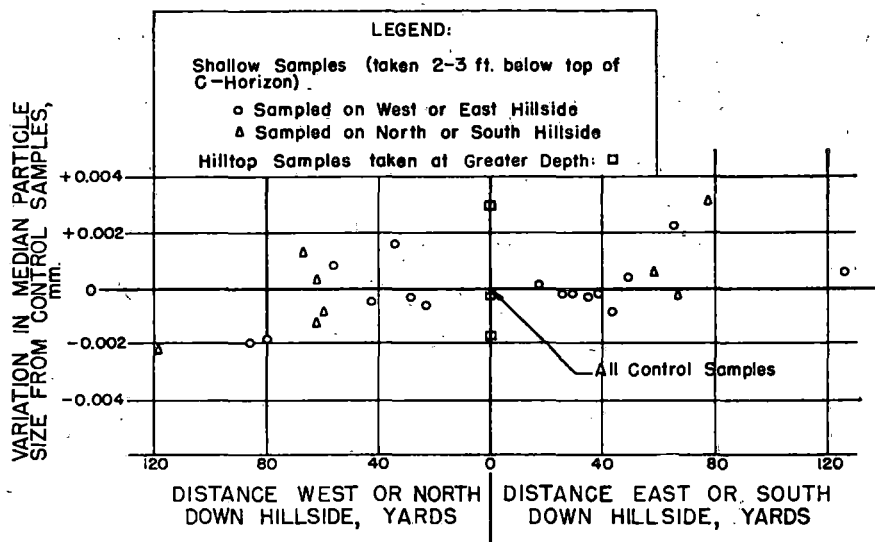 LEGEND:
Shallow Samples (taken 2-3 ft. below top of
C-Horizon)
o Sampled on West or East Hillside
Δ Sampled on North or South Hillside
Hilltop Samples taken at Greater Depth: □
VARIATION IN MEDIAN PARTICLE
SIZE FROM CONTROL SAMPLES,
mm.
+0.004
+0.002
0
-0.002
-0.004
All Control Samples
120 80 40 0 40 80 120
DISTANCE WEST OR NORTH
DOWN HILLSIDE, YARDS
DISTANCE EAST OR SOUTH
DOWN HILLSIDE, YARDS